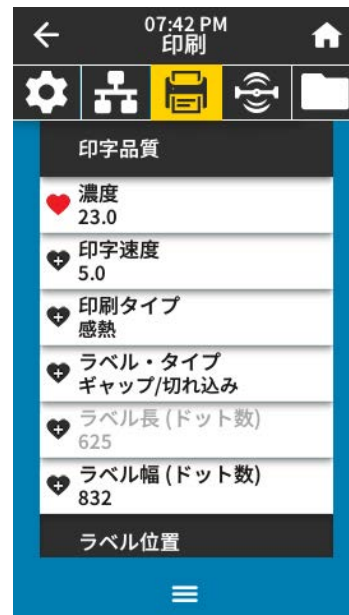 07:42 PM
印刷
印字品質
濃度
23.0
印字速度
5.0
印刷タイプ
感熱
ラベル・タイプ
ギャップ/切れ込み
ラベル長 (ドット数)
625
ラベル幅 (ドット数)
832
ラベル位置